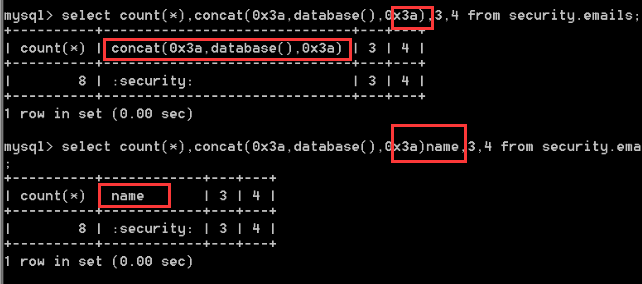 mysql> select count(*),concat(0x3a,database(),0x3a),3,4 from security.emails;
+----------+------------------------------+---+---+
| count(*) | concat(0x3a,database(),0x3a) | 3 | 4 |
+----------+------------------------------+---+---+
| 8 | :security: | 3 | 4 |
+----------+------------------------------+---+---+
1 row in set (0.00 sec)
mysql> select count(*),concat(0x3a,database(),0x3a)name,3,4 from security.ema
;
+----------+------------+---+---+
| count(*) | name | 3 | 4 |
+----------+------------+---+---+
| 8 | :security: | 3 | 4 |
+----------+------------+---+---+
1 row in set (0.00 sec)